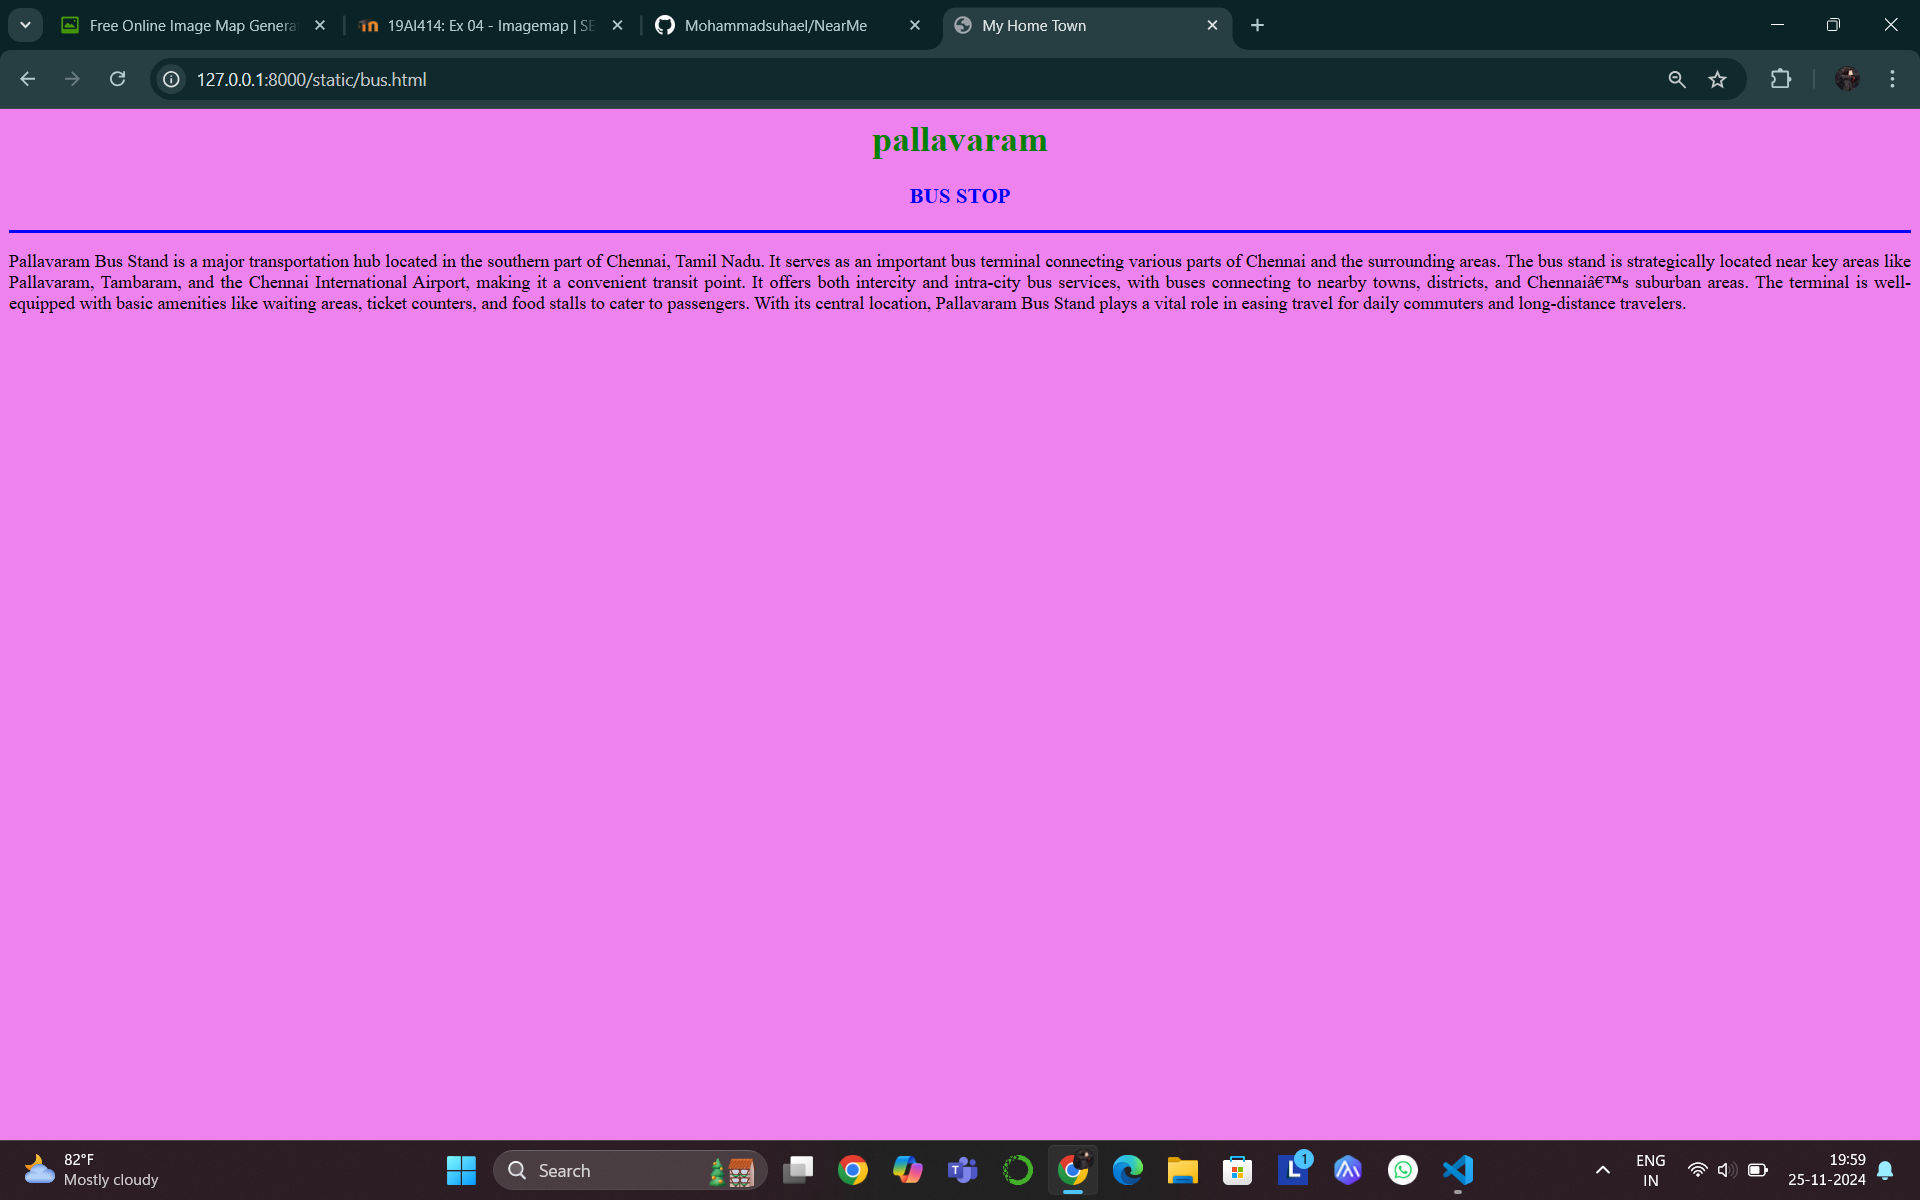 Free Online Image Map Genera
19AI414: Ex 04 - Imagemap | SE
Mohammadsuhael/NearMe
My Home Town
127.0.0.1:8000/static/bus.html
pallavaram
BUS STOP
Pallavaram Bus Stand is a major transportation hub located in the southern part of Chennai, Tamil Nadu. It serves as an important bus terminal connecting various parts of Chennai and the surrounding areas. The bus stand is strategically located near key areas like
Pallavaram, Tambaram, and the Chennai International Airport, making it a convenient transit point. It offers both intercity and intra-city bus services, with buses connecting to nearby towns, districts, and Chennaiâ€™s suburban areas. The terminal is well-
equipped with basic amenities like waiting areas, ticket counters, and food stalls to cater to passengers. With its central location, Pallavaram Bus Stand plays a vital role in easing travel for daily commuters and long-distance travelers.
82°F
Mostly cloudy
Search
L
1
ENG
IN
19:59
25-11-2024